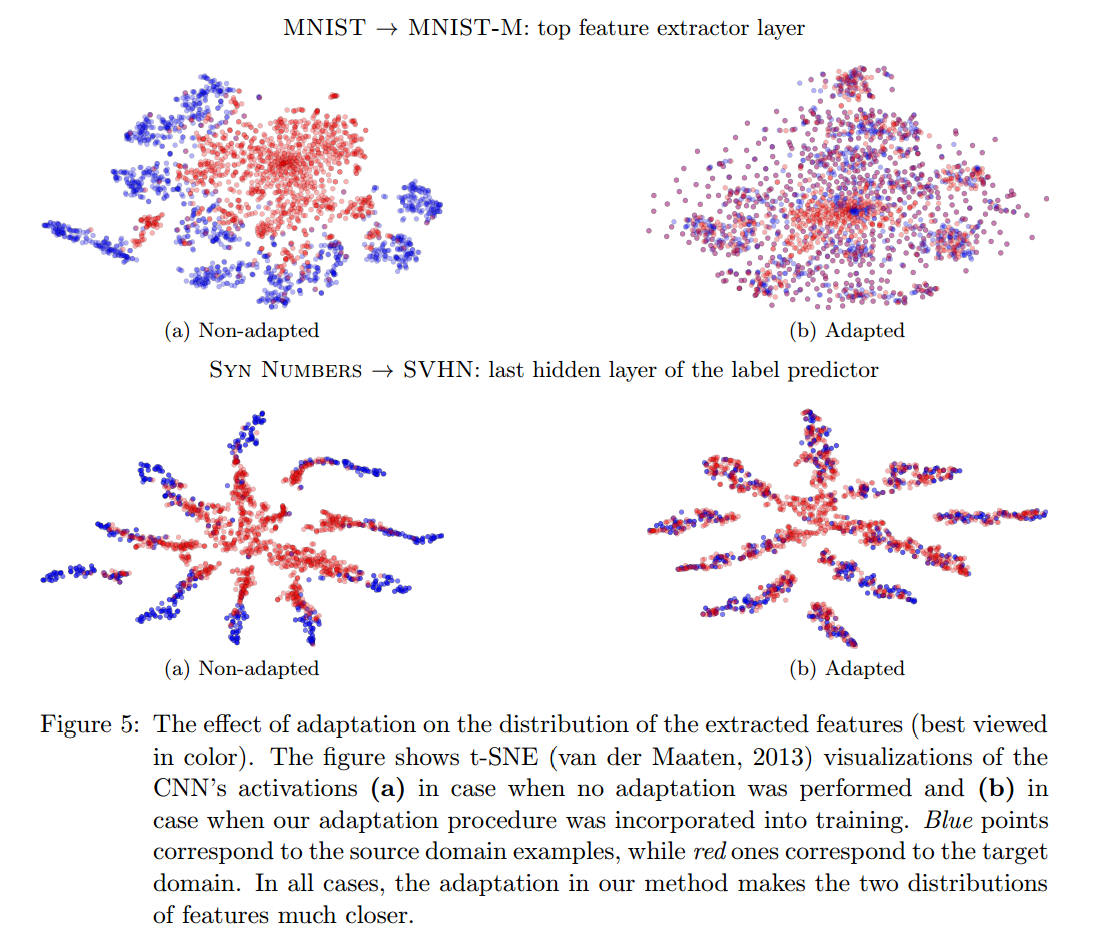 MNIST → MNIST-M: top feature extractor layer
(a) Non-adapted
(b) Adapted
SYN NUMBERS → SVHN: last hidden layer of the label predictor
(a) Non-adapted
(b) Adapted
Figure 5: The effect of adaptation on the distribution of the extracted features (best viewed
in color). The figure shows t-SNE (van der Maaten, 2013) visualizations of the
CNN's activations (a) in case when no adaptation was performed and (b) in
case when our adaptation procedure was incorporated into training. Blue points
correspond to the source domain examples, while red ones correspond to the target
domain. In all cases, the adaptation in our method makes the two distributions
of features much closer.